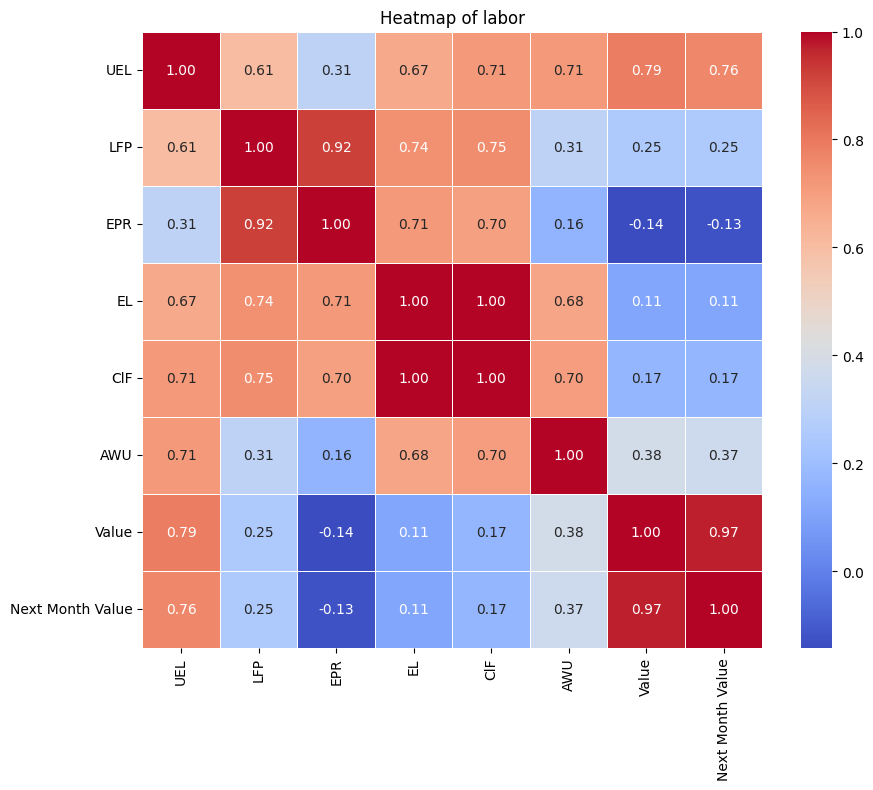 Heatmap of labor
UEL 1.00 0.61 0.31 0.67 0.71 0.71 0.79 0.76
LFP 0.61 1.00 0.92 0.74 0.75 0.31 0.25 0.25
EPR 0.31 0.92 1.00 0.71 0.70 0.16 -0.14 -0.13
EL 0.67 0.74 0.71 1.00 1.00 0.68 0.11 0.11
ClF 0.71 0.75 0.70 1.00 1.00 0.70 0.17 0.17
AWU 0.71 0.31 0.16 0.68 0.70 1.00 0.38 0.37
Value 0.79 0.25 -0.14 0.11 0.17 0.38 1.00 0.97
Next Month Value 0.76 0.25 -0.13 0.11 0.17 0.37 0.97 1.00
UEL LFP EPR EL ClF AWU Value Next Month Value
1.0
0.8
0.6
0.4
0.2
0.0